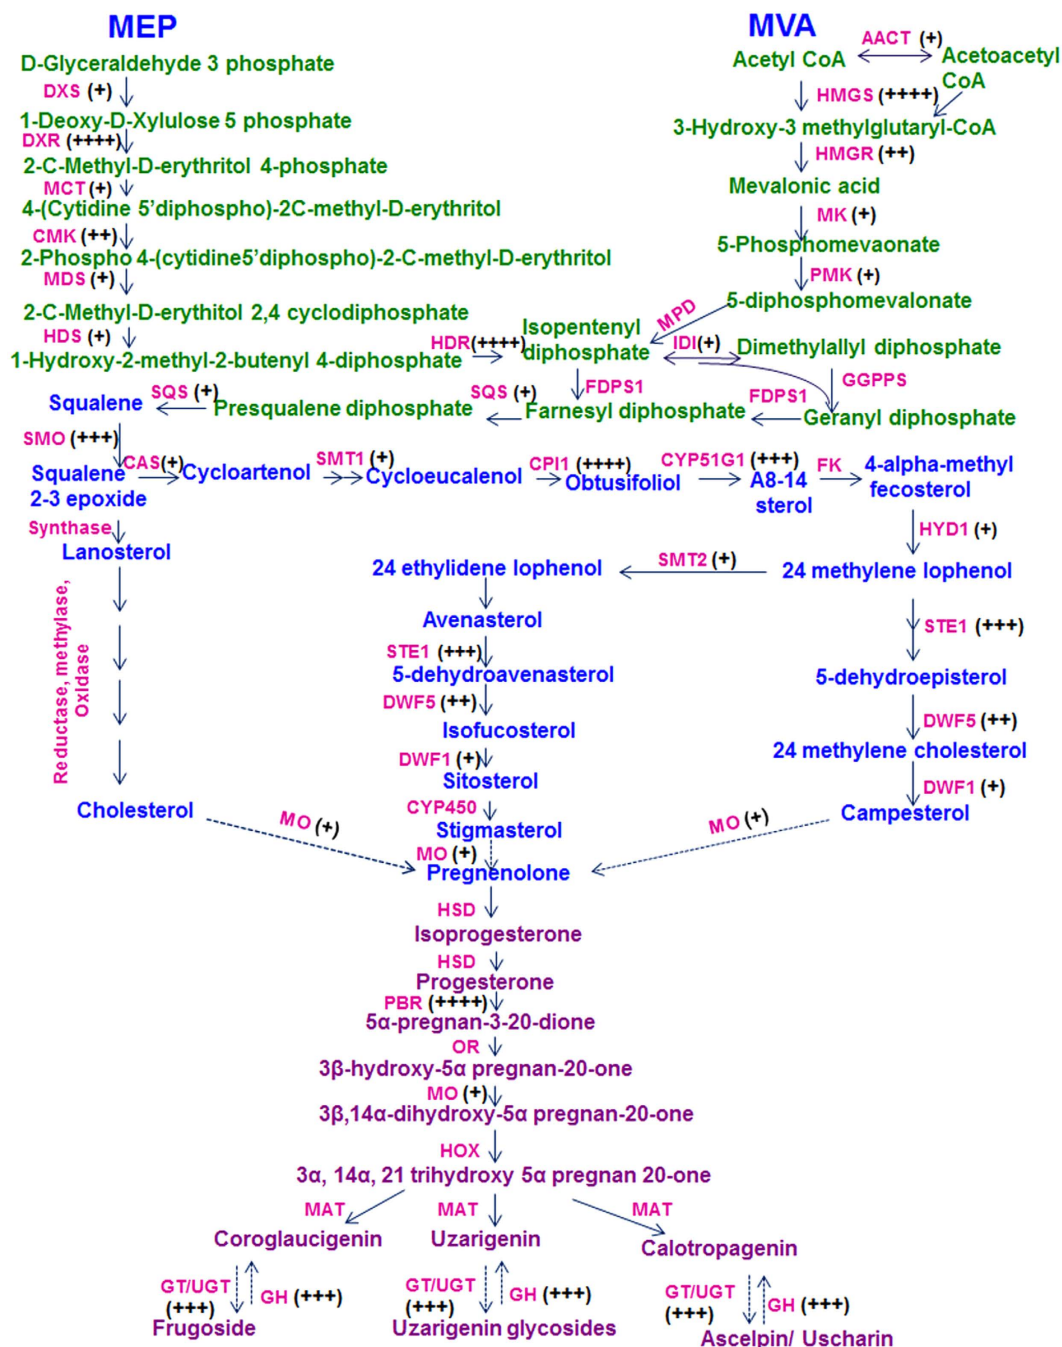 MEP
MVA
D-Glyceraldehyde 3 phosphate
DXS (+)
1-Deoxy-D-Xylulose 5 phosphate
DXR (++++)
2-C-Methyl-D-erythritol 4-phosphate
MCT (+)
4-(Cytidine 5'diphospho)-2C-methyl-D-erythritol
CMK (++)
2-Phospho 4-(cytidine5'diphospho)-2-C-methyl-D-erythritol
MDS (+)
2-C-Methyl-D-erythitol 2,4 cyclodiphosphate
HDS (+)
1-Hydroxy-2-methyl-2-butenyl 4-diphosphate
HDR(++++)
Acetyl CoA
AACT (+)
Acetoacetyl
CoA
HMGS (++++)
3-Hydroxy-3 methylglutaryl-CoA
HMGR (++)
Mevalonic acid
MK (+)
5-Phosphomevaonate
PMK (+)
5-diphosphomevalonate
MPD
Isopentenyl
diphosphate
IDI(+)
Dimethylallyl diphosphate
GGPPS
FDPS1
FDPS1
Geranyl diphosphate
Farnesyl diphosphate
SQS (+)
Presqualene diphosphate
SQS (+)
Squalene
SMO (+++)
Squalene
2-3 epoxide
CAS(+)
Cycloartenol
SMT1 (+)
Cycloeucalenol
CPI1 (++++)
Obtusifoliol
CYP51G1 (+++)
A8-14
sterol
FK
4-alpha-methyl
fecosterol
HYD1 (+)
24 methylene lophenol
SMT2 (+)
24 ethylidene lophenol
Synthase
Lanosterol
Reductase, methylase,
Oxidase
Cholesterol
MO (+)
Avenasterol
STE1 (+++)
5-dehydroavenasterol
DWF5 (++)
Isofucosterol
DWF1 (+)
Sitosterol
CYP450
Stigmasterol
MO (+)
STE1 (+++)
5-dehydroepisterol
DWF5 (++)
24 methylene cholesterol
DWF1 (+)
Campesterol
MO (+)
Pregnenolone
HSD
Isoprogesterone
HSD
Progesterone
PBR (++++)
5α-pregnan-3-20-dione
OR
3β-hydroxy-5α pregnan-20-one
MO (+)
3β,14α-dihydroxy-5α pregnan-20-one
HOX
3α, 14α, 21 trihydroxy 5α pregnan 20-one
MAT
MAT
MAT
Coroglaucigenin
Uzarigenin
Calotropagenin
GT/UGT
(+++)
GH (+++)
GT/UGT
(+++)
GH (+++)
GT/UGT
(+++)
GH (+++)
Frugoside
Uzarigenin glycosides
Ascelpin/ Uscharin